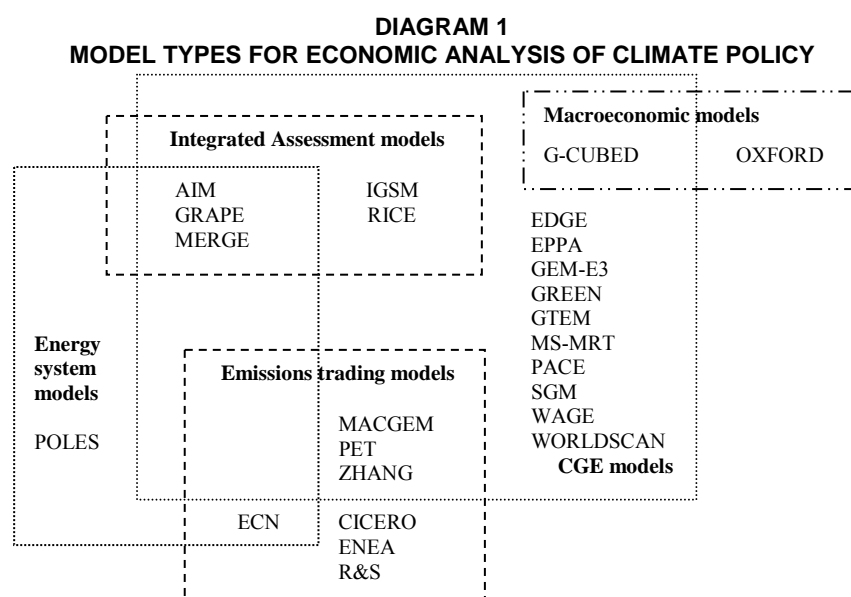 DIAGRAM 1
MODEL TYPES FOR ECONOMIC ANALYSIS OF CLIMATE POLICY
Integrated Assessment models
AIM
GRAPE
MERGE
IGSM
RICE
Macroeconomic models
G-CUBED
OXFORD
EDGE
EPPA
GEM-E3
GREEN
GTEM
MS-MRT
PACE
SGM
WAGE
WORLDSCAN
CGE models
Energy
system
models
POLES
Emissions trading models
MACGEM
PET
ZHANG
ECN
CICERO
ENEA
R&S